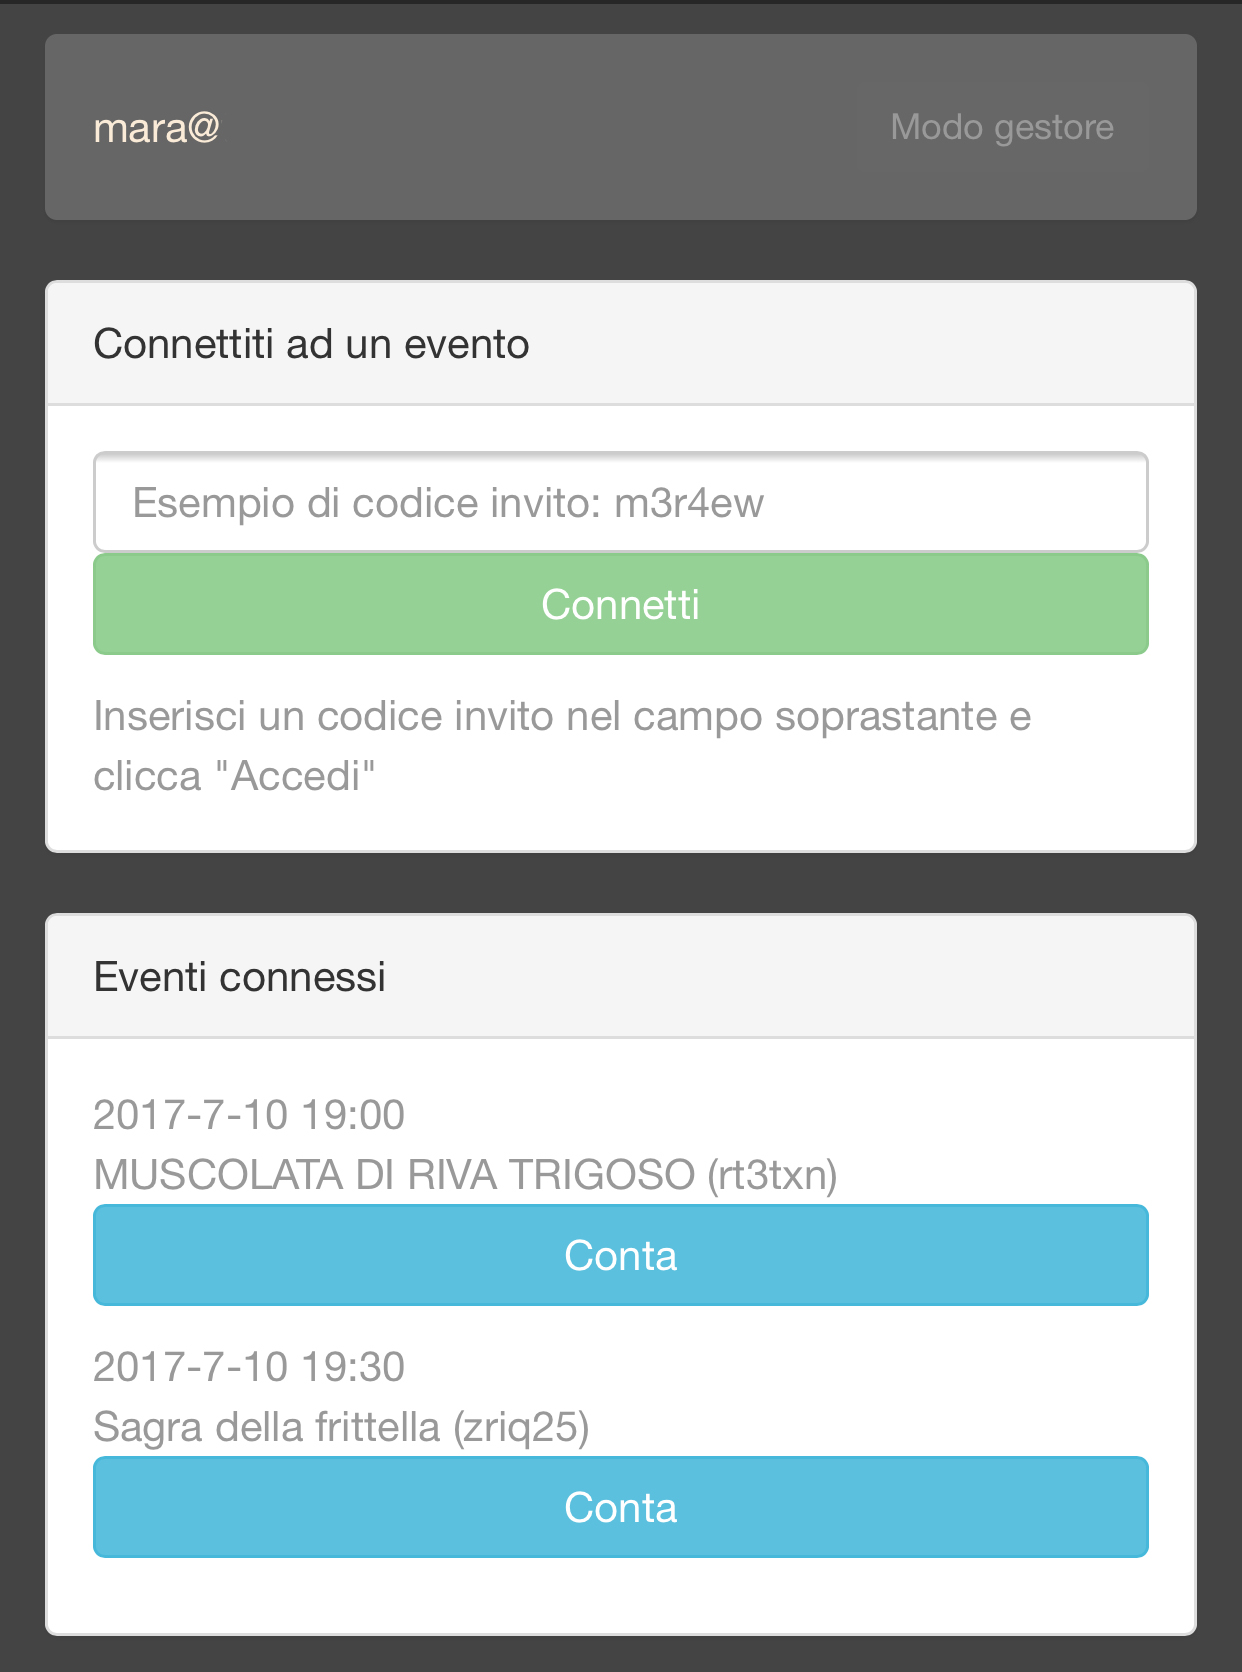 mara@
Modo gestore
Connettiti ad un evento
Esempio di codice invito: m3r4ew
Connetti
Inserisci un codice invito nel campo soprastante e
clicca "Accedi"
Eventi connessi
2017-7-10 19:00
MUSCOLATA DI RIVA TRIGOSO (rt3txn)
Conta
2017-7-10 19:30
Sagra della frittella (zriq25)
Conta